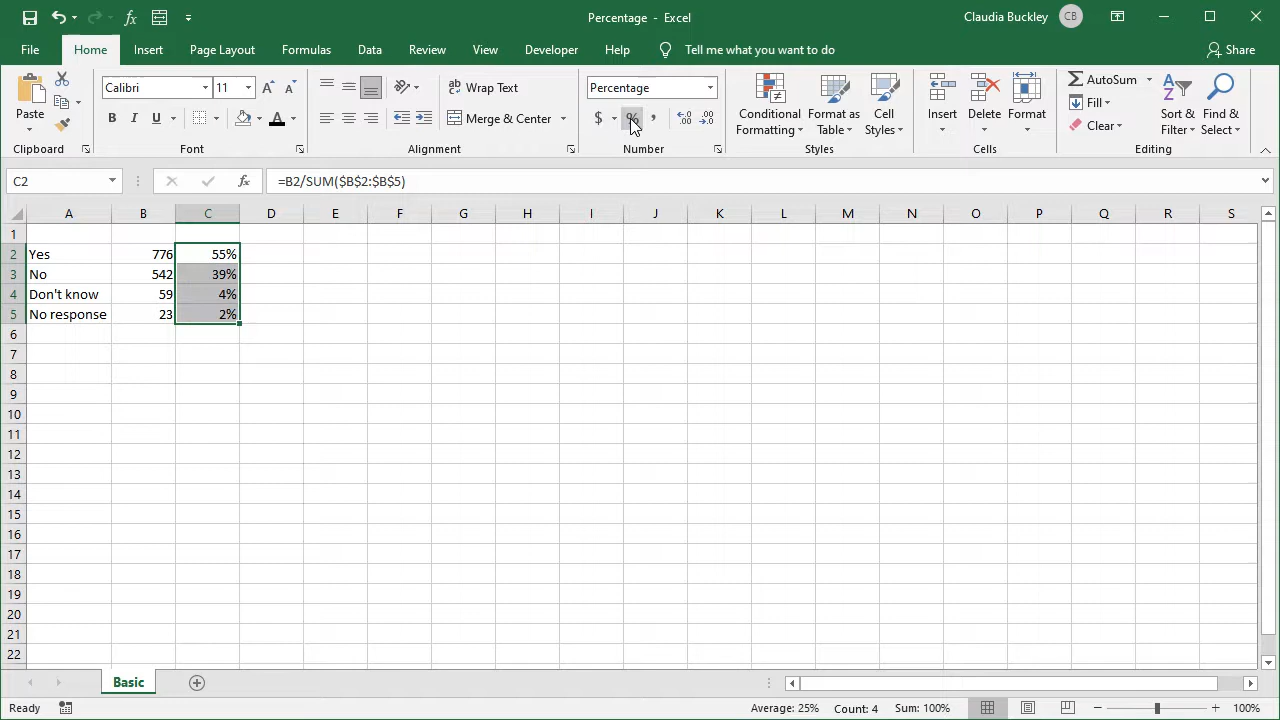 Percentage - Excel
Claudia Buckley CB
File Home Insert Page Layout Formulas Data Review View Developer Help Tell me what you want to do Share
Paste
Clipboard
Calibri 11 A A
B I U A
Font
ab Wrap Text
Merge & Center
Alignment
Percentage
$ % , .00 .0
Number
Conditional Formatting
Format as Table
Cell Styles
Styles
Insert
Delete
Format
Cells
AutoSum
Fill
Clear
Sort & Filter
Find & Select
Editing
C2 fx =B2/SUM($B$2:$B$5)
A B C D E F G H I J K L M N O P Q R S
1
2 Yes 776 55%
3 No 542 39%
4 Don't know 59 4%
5 No response 23 2%
6
7
8
9
10
11
12
13
14
15
16
17
18
19
20
21
22
Basic
Ready Average: 25% Count: 4 Sum: 100% 100%